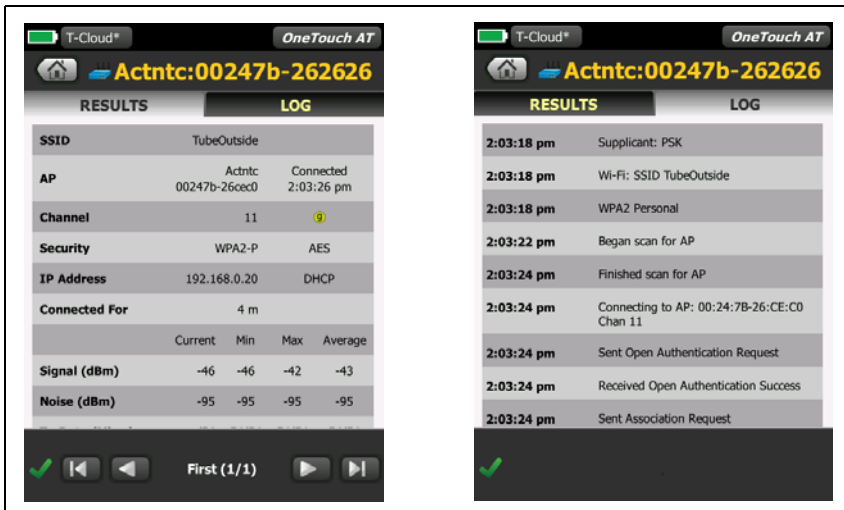 T-Cloud* OneTouch AT
Actntc:00247b-262626
RESULTS LOG
SSID TubeOutside
AP Actntc 00247b-26cec0 Connected 2:03:26 pm
Channel 11 g
Security WPA2-P AES
IP Address 192.168.0.20 DHCP
Connected For 4 m
Current Min Max Average
Signal (dBm) -46 -46 -42 -43
Noise (dBm) -95 -95 -95 -95
First (1/1)
T-Cloud* OneTouch AT
Actntc:00247b-262626
RESULTS LOG
2:03:18 pm Supplicant: PSK
2:03:18 pm Wi-Fi: SSID TubeOutside
2:03:18 pm WPA2 Personal
2:03:22 pm Began scan for AP
2:03:24 pm Finished scan for AP
2:03:24 pm Connecting to AP: 00:24:7B-26:CE:C0
Chan 11
2:03:24 pm Sent Open Authentication Request
2:03:24 pm Received Open Authentication Success
2:03:24 pm Sent Association Request